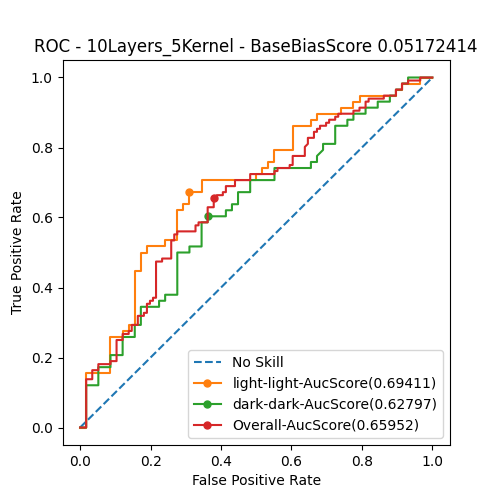 ROC - 10Layers_5Kernel - BaseBiasScore 0.05172414
True Positive Rate
1.0
0.8
0.6
0.4
0.2
0.0
No Skill
light-light-AucScore(0.69411)
dark-dark-AucScore(0.62797)
Overall-AucScore(0.65952)
0.0 0.2 0.4 0.6 0.8 1.0
False Positive Rate